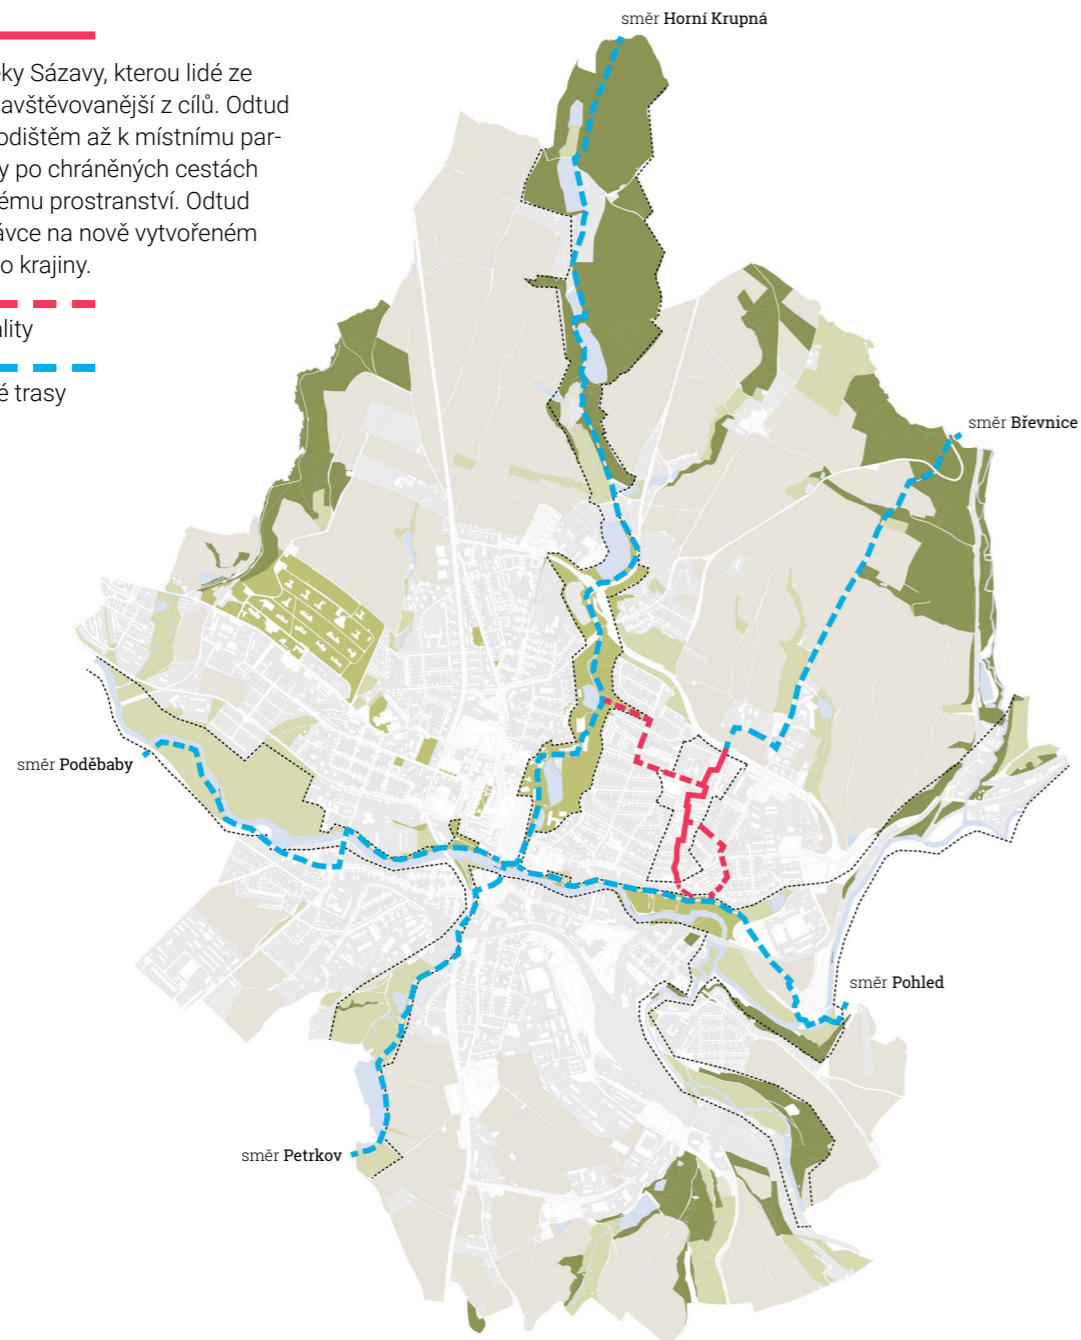 směr Horní Krupná
eky Sázavy, kterou lidé ze
avštěvovanější z cílů. Odtud
odištěm až k místnímu par-
y po chráněných cestách
ému prostranství. Odtud
ávce na nově vytvořeném
o krajiny.
ality
é trasy
směr Břevnice
směr Poděbaby
směr Pohled
směr Petrkov